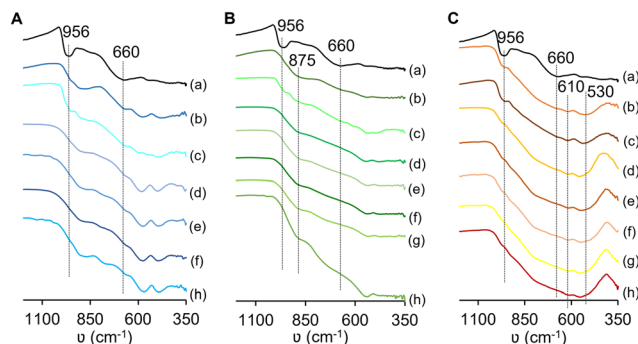 A
956
660
(a)
(b)
(c)
(d)
(e)
(f)
(h)
1100 850 600 350
υ (cm⁻¹)
B
956
660
875
(a)
(b)
(c)
(d)
(e)
(f)
(g)
(h)
1100 850 600 350
υ (cm⁻¹)
C
956
660
610
530
(a)
(b)
(c)
(d)
(e)
(f)
(g)
(h)
1100 850 600 350
υ (cm⁻¹)